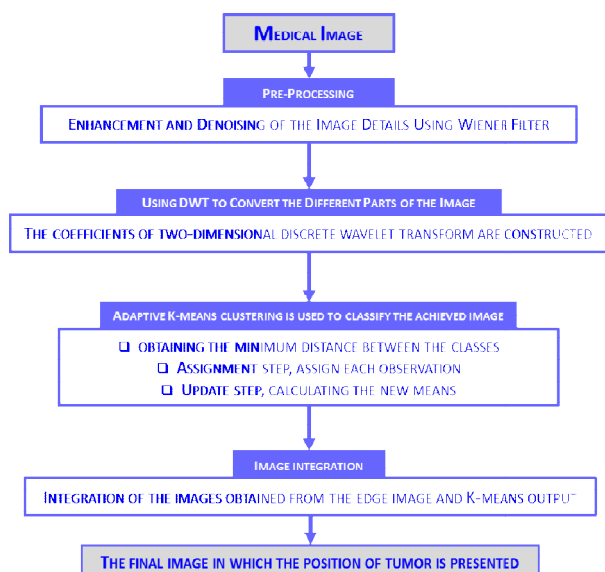 MEDICAL IMAGE
PRE-PROCESSING
ENHANCEMENT AND DENOISING OF THE IMAGE DETAILS USING WIENER FILTER
USING DWT TO CONVERT THE DIFFERENT PARTS OF THE IMAGE
THE COEFFICIENTS OF TWO-DIMENSIONAL DISCRETE WAVELET TRANSFORM ARE CONSTRUCTED
ADAPTIVE K-MEANS CLUSTERING IS USED TO CLASSIFY THE ACHIEVED IMAGE
❑ OBTAINING THE MINIMUM DISTANCE BETWEEN THE CLASSES
❑ ASSIGNMENT STEP, ASSIGN EACH OBSERVATION
❑ UPDATE STEP, CALCULATING THE NEW MEANS
IMAGE INTEGRATION
INTEGRATION OF THE IMAGES OBTAINED FROM THE EDGE IMAGE AND K-MEANS OUTPUT
THE FINAL IMAGE IN WHICH THE POSITION OF TUMOR IS PRESENTED